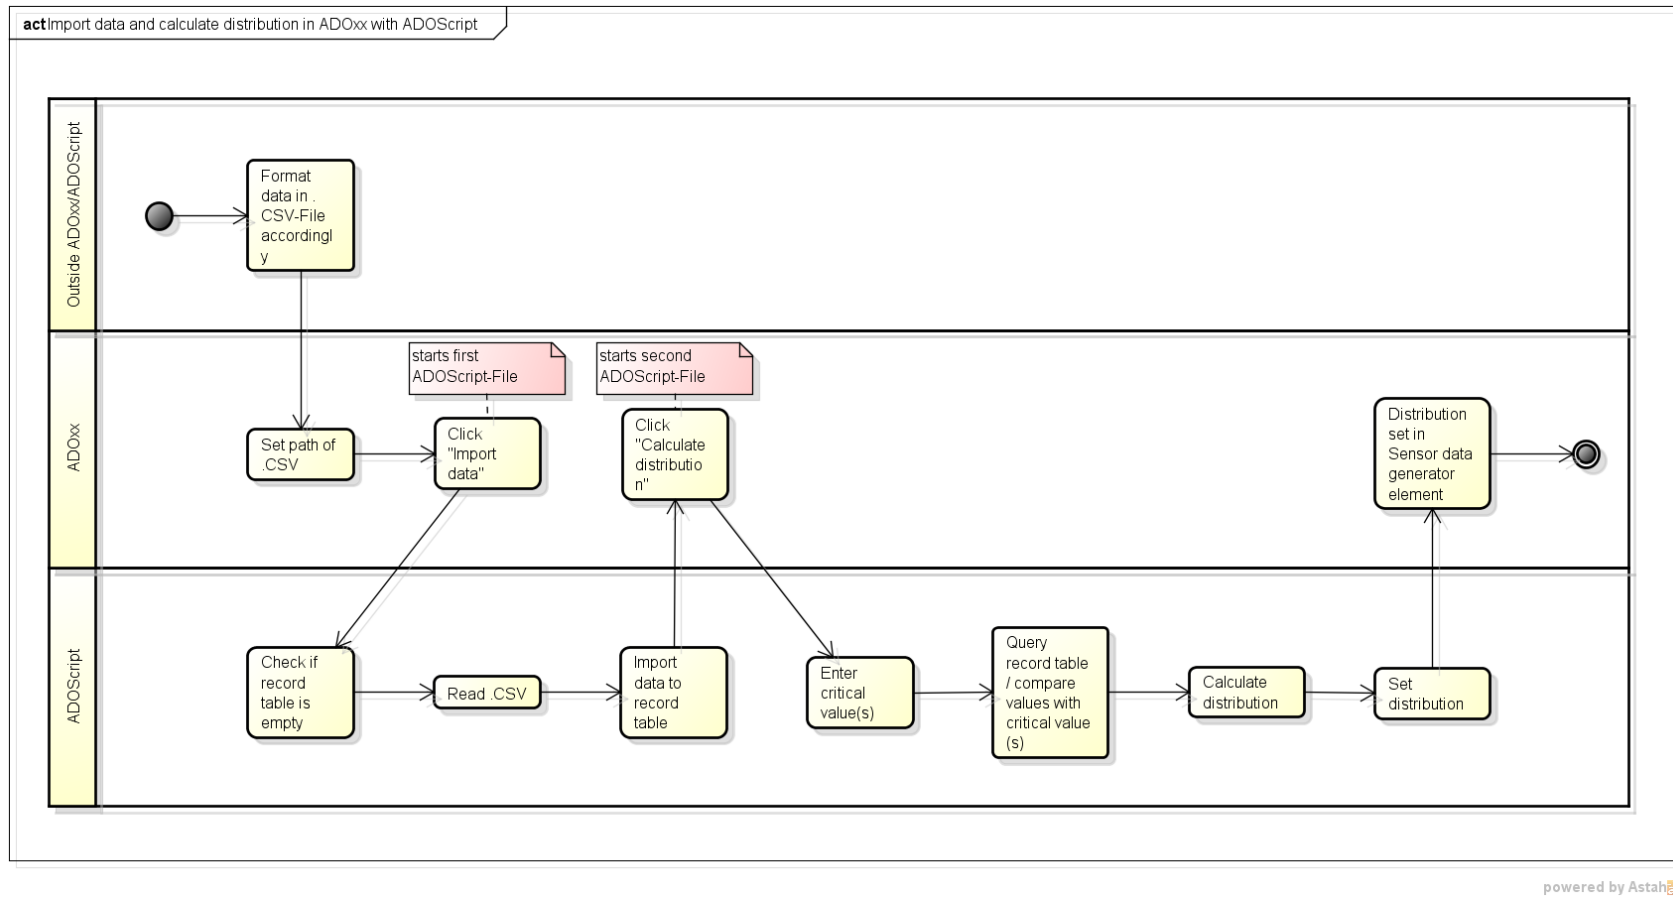 actImport data and calculate distribution in ADOxx with ADOScript
Outside ADOxx/ADOScript
Format
data in .
CSV-File
accordingl
y
ADOxx
starts first
ADOScript-File
starts second
ADOScript-File
Set path of
.CSV
Click
"Import
data"
Click
"Calculate
distributio
n"
Distribution
set in
Sensor data
generator
element
ADOScript
Check if
record
table is
empty
Read .CSV
Import
data to
record
table
Enter
critical
value(s)
Query
record table
/ compare
values with
critical value
(s)
Calculate
distribution
Set
distribution
powered by Astah